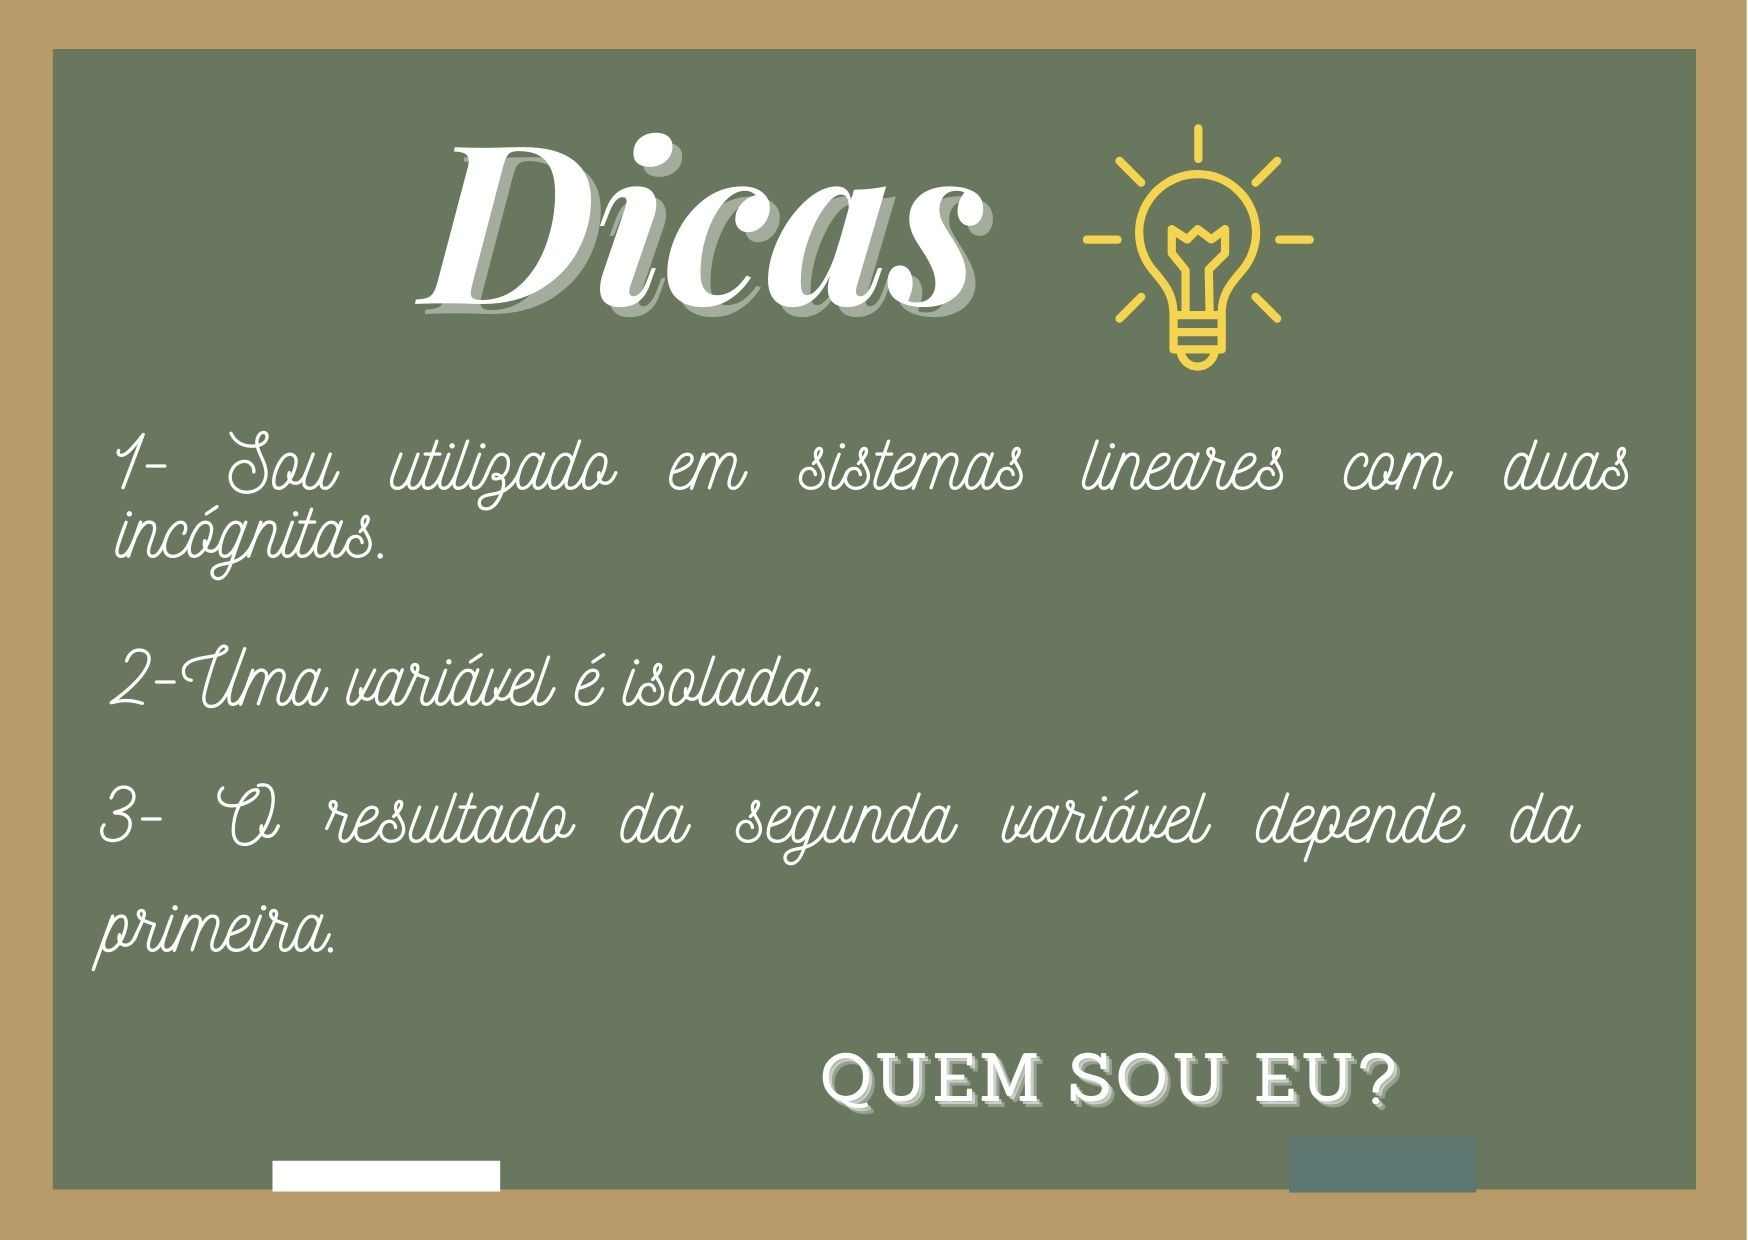 Dicas
1- Sou utilizado em sistemas lineares com duas
incógnitas.
2-Uma variável é isolada.
3- O resultado da segunda variável depende da
primeira.
QUEM SOU EU?